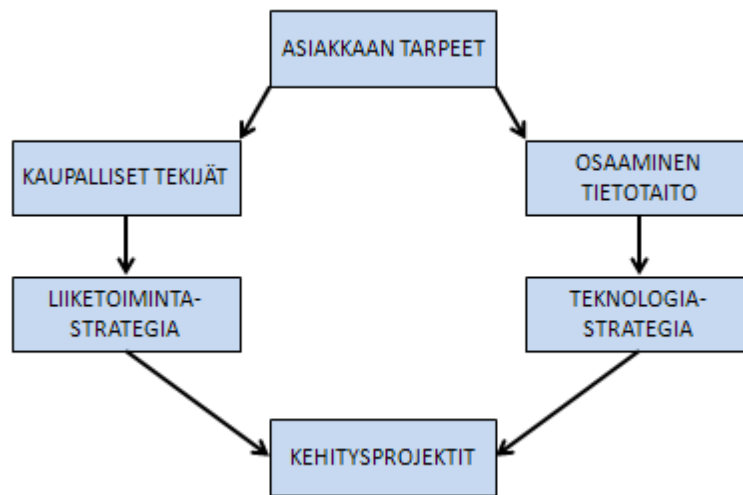 ASIAKKAAN TARPEET
KAUPALLISET TEKIJÄT
OSAAMINEN
TIETOTAITO
LIIKETOIMINTA-
STRATEGIA
TEKNOLOGIA-
STRATEGIA
KEHITYSPROJEKTIT